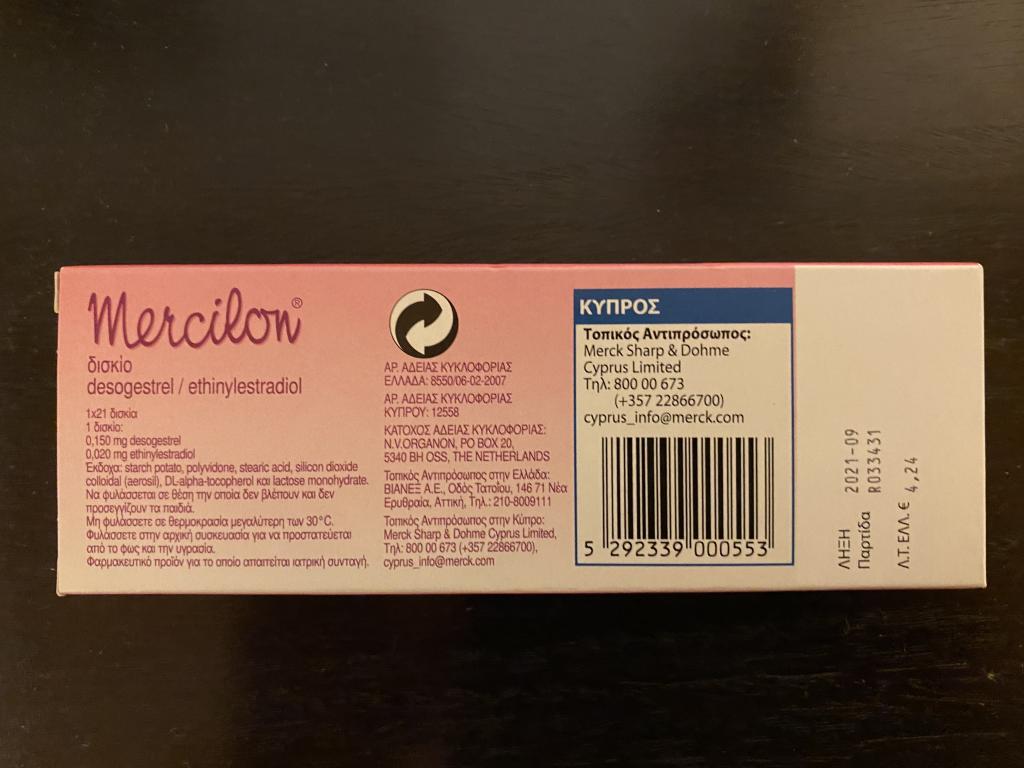 Mercilon®
δισκίο
desogestrel / ethinylestradiol
1x21 δισκία
1 δισκίο:
0,150 mg desogestrel
0,020 mg ethinylestradiol
Έκδοχα: starch potato, polyvidone, stearic acid, silicon dioxide
colloidal (aerosil), DL-alpha-tocopherol και lactose monohydrate.
Να φυλάσσεται σε θέση την οποία δεν βλέπουν και δεν
προσεγγίζουν τα παιδιά.
Μη φυλάσσετε σε θερμοκρασία μεγαλύτερη των 30°C.
Φυλάσσετε στην αρχική συσκευασία για να προστατεύεται
από το φως και την υγρασία.
Φαρμακευτικό προϊόν για το οποίο απαιτείται ιατρική συνταγή.
ΑΡ. ΑΔΕΙΑΣ ΚΥΚΛΟΦΟΡΙΑΣ
ΕΛΛΑΔΑ: 8550/06-02-2007
ΑΡ. ΑΔΕΙΑΣ ΚΥΚΛΟΦΟΡΙΑΣ
ΚΥΠΡΟΥ: 12558
ΚΑΤΟΧΟΣ ΑΔΕΙΑΣ ΚΥΚΛΟΦΟΡΙΑΣ:
N.V.ORGANON, PO BOX 20,
5340 BH OSS, THE NETHERLANDS
Τοπικός Αντιπρόσωπος στην Ελλάδα:
ΒΙΑΝΕΞ Α.Ε., Οδός Τατοΐου, 146 71 Νέα
Ερυθραία, Αττική, Τηλ.: 210-8009111
Τοπικός Αντιπρόσωπος στην Κύπρο:
Merck Sharp & Dohme Cyprus Limited,
Τηλ: 800 00 673 (+357 22866700),
cyprus_info@merck.com
ΚΥΠΡΟΣ
Τοπικός Αντιπρόσωπος:
Merck Sharp & Dohme
Cyprus Limited
Τηλ: 800 00 673
(+357 22866700)
cyprus_info@merck.com
5 292339 000553
ΛΗΞΗ 2021-09
Παρτίδα R033431
Λ.Τ. ΕΛΛ. € 4,24